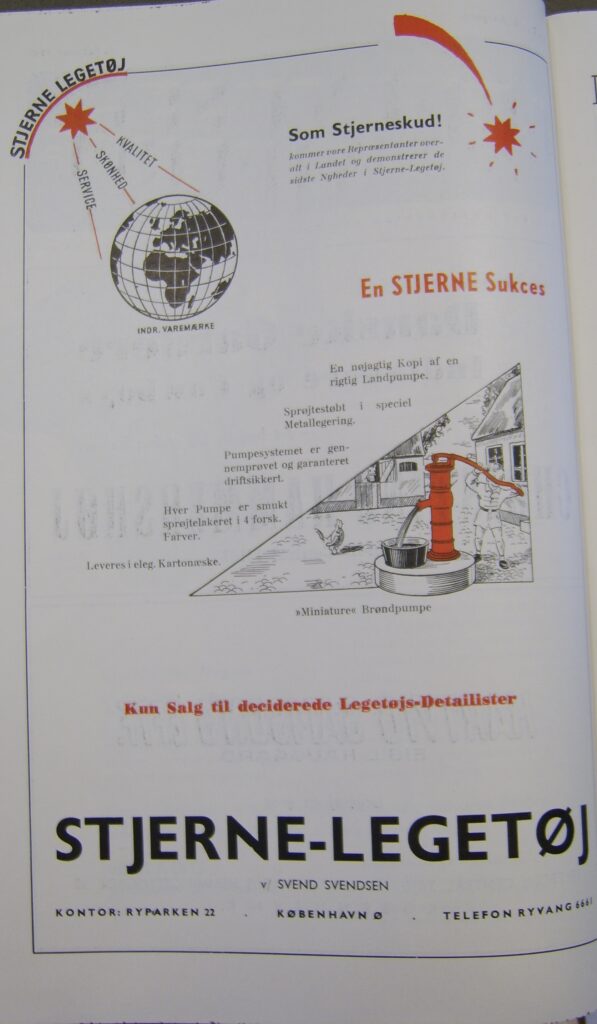 STJERNE LEGETØJ
KVALITET
SKØNHED
SERVICE
INDR. VAREMÆRKE
Som Stjerneskud!
kommer vore Repræsentanter over-
alt i Landet og demonstrerer de
sidste Nyheder i Stjerne-Legetøj.
En STJERNE Sukces
En nøjagtig Kopi af en
rigtig Landpumpe.
Sprøjtestøbt i speciel
Metallegering.
Pumpesystemet er gen-
nemprøvet og garanteret
driftsikkert.
Hver Pumpe er smukt
sprøjtelakeret i 4 forsk.
Farver.
Leveres i eleg. Kartonæske.
»Miniature« Brøndpumpe
Kun Salg til deciderede Legetøjs-Detailister
STJERNE-LEGETØJ
v/ SVEND SVENDSEN
KONTOR: RYPARKEN 22 . KØBENHAVN Ø . TELEFON RYVANG 6661